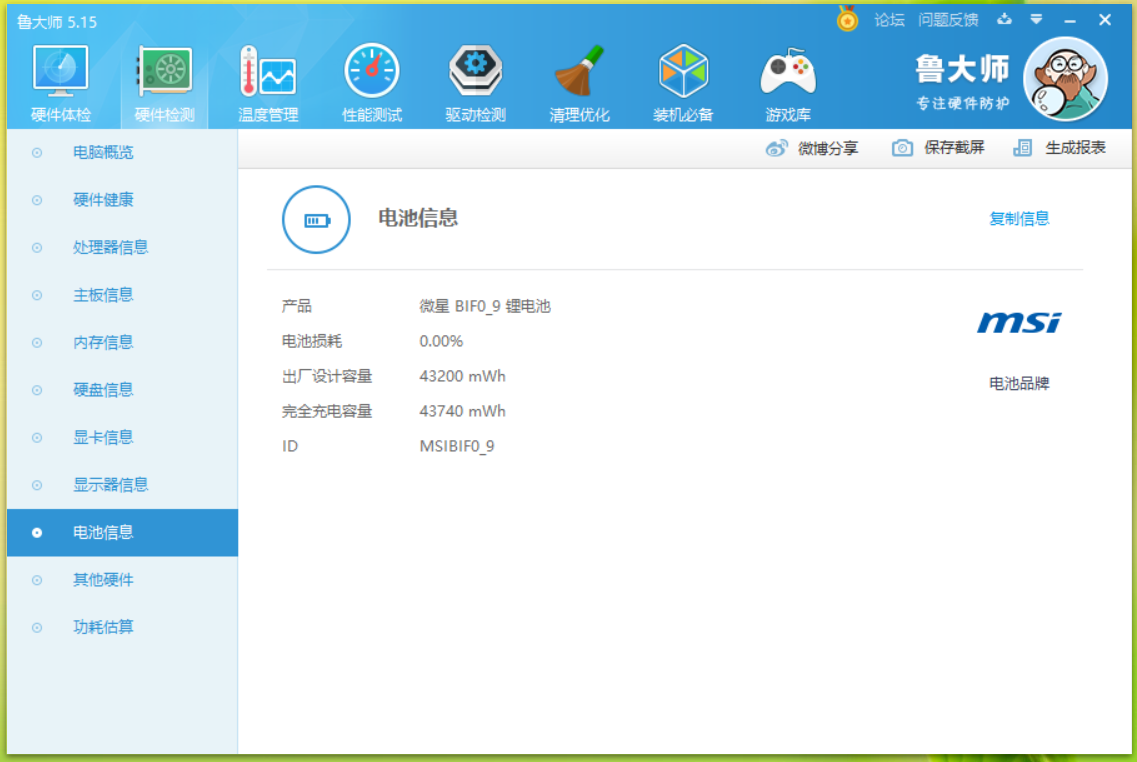 鲁大师 5.15
论坛 问题反馈
硬件体检 硬件检测 温度管理 性能测试 驱动检测 清理优化 装机必备 游戏库
鲁大师
专注硬件防护
微博分享 保存截屏 生成报表
电脑概览
硬件健康
处理器信息
主板信息
内存信息
硬盘信息
显卡信息
显示器信息
电池信息
其他硬件
功耗估算
电池信息 复制信息
产品 微星 BIF0_9 锂电池
电池损耗 0.00%
出厂设计容量 43200 mWh
完全充电容量 43740 mWh
ID MSIBIF0_9
msi
电池品牌